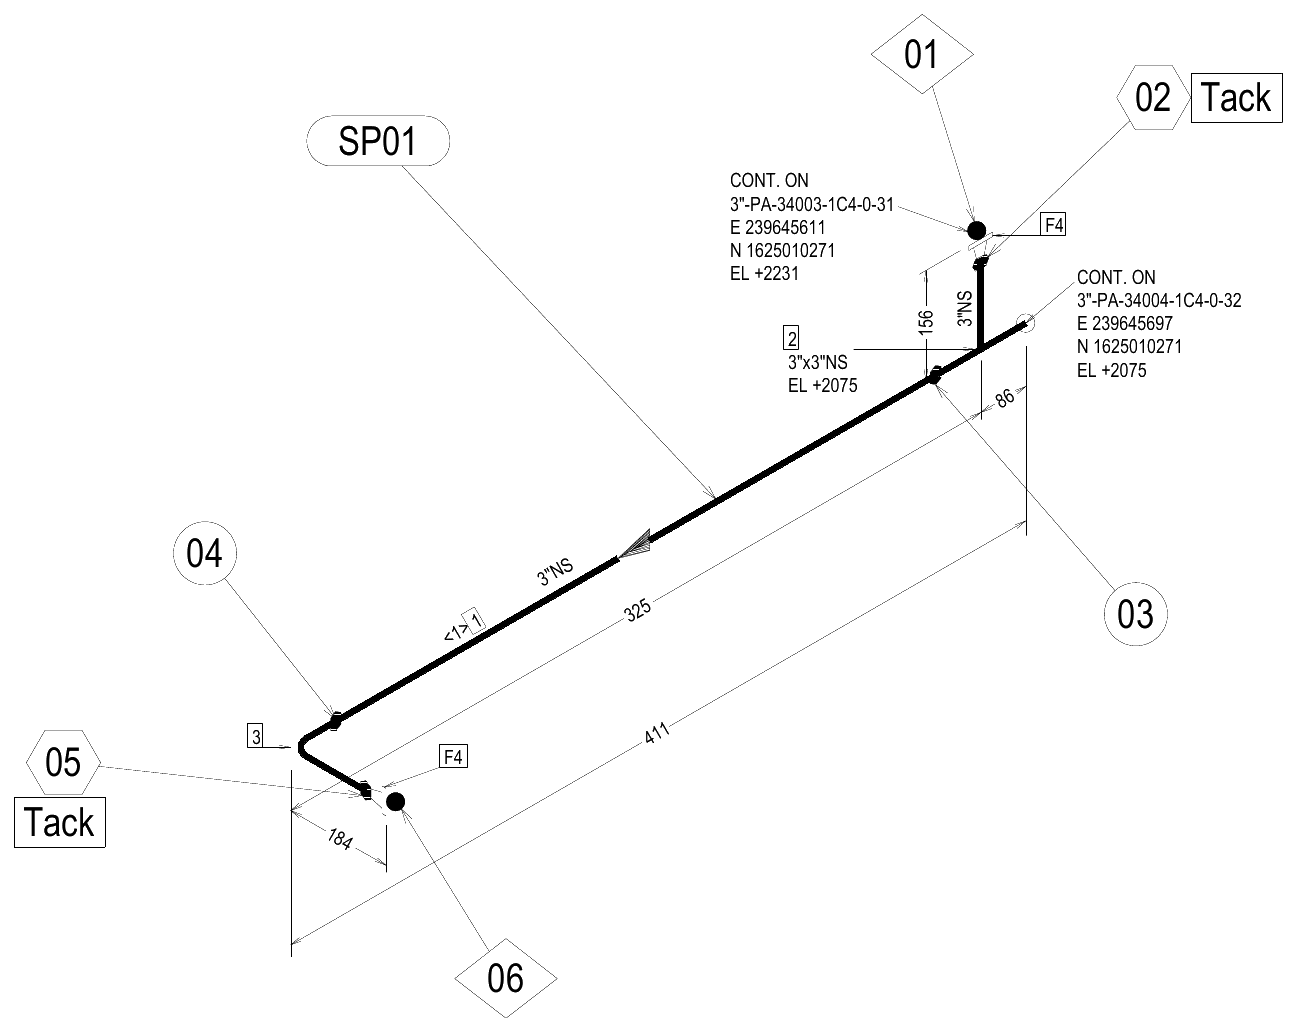 01
02
Tack
SP01
CONT. ON
3"-PA-34003-1C4-0-31
E 239645611
N 1625010271
EL +2231
F4
CONT. ON
3"-PA-34004-1C4-0-32
E 239645697
N 1625010271
EL +2075
156
3"NS
2
3"x3"NS
EL +2075
86
04
3"NS
<1> 1
325
03
3
411
05
Tack
F4
184
06